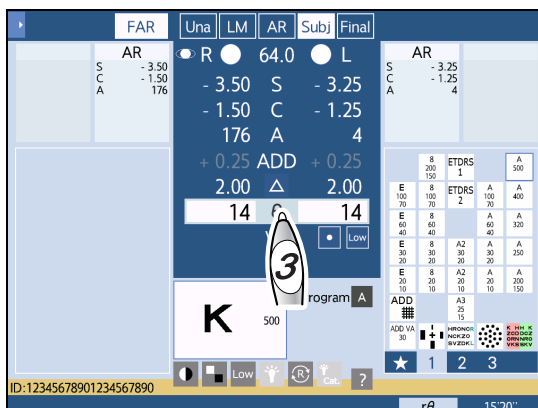 FAR
Una LM AR Subj Final
AR
S - 3.50
C - 1.50
A 176
R 64.0 L
- 3.50 S - 3.25
- 1.50 C - 1.25
176 A 4
+ 0.25 ADD + 0.25
2.00 △ 2.00
14 14
Low
3
AR
S - 3.25
C - 1.25
A 4
8 200 150 ETDRS 1 A 500
E 100 70 8 100 70 ETDRS 2 A 100 70 A 400
E 60 40 8 60 40 A 60 40 A 320
E 30 20 8 30 20 A2 30 20 A 30 20 A 250
E 20 10 8 20 10 A2 20 10 A 20 10 A 200 150
ADD A3 25 15
ADD VA 30 HRONCR NCKZO SVZDKL
★ 1 2 3
rogram A
K 500
Low R Cat. ?
ID:12345678901234567890
rθ 15'20"